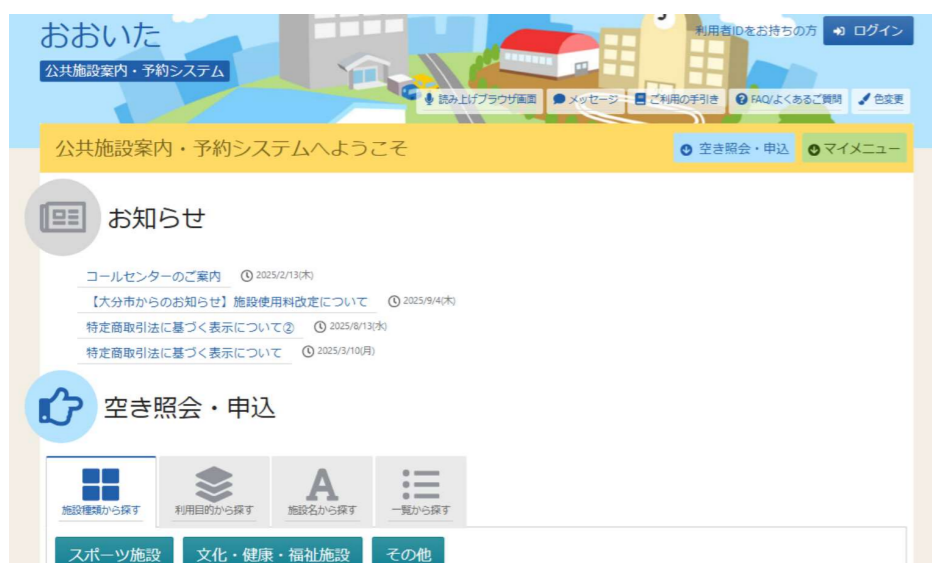 おおいた
公共施設案内・予約システム
利用者IDをお持ちの方 ログイン
読み上げブラウザ画面 メッセージ ご利用の手引き FAQ/よくあるご質問 色変更
公共施設案内・予約システムへようこそ
空き照会・申込 マイメニュー
お知らせ
コールセンターのご案内 2025/2/13(木)
【大分市からのお知らせ】施設使用料改定について 2025/9/4(木)
特定商取引法に基づく表示について② 2025/8/13(水)
特定商取引法に基づく表示について 2025/3/10(月)
空き照会・申込
施設種類から探す 利用目的から探す 施設名から探す 一覧から探す
スポーツ施設 文化・健康・福祉施設 その他